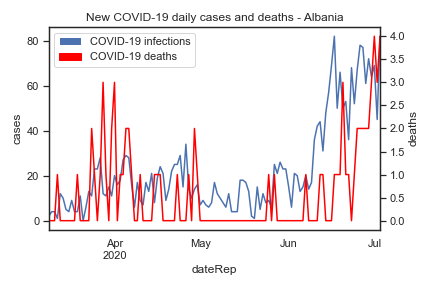 New COVID-19 daily cases and deaths - Albania
COVID-19 infections
COVID-19 deaths
80
60
40
20
0
cases
4.0
3.5
3.0
2.5
2.0
1.5
1.0
0.5
0.0
deaths
Apr
2020
May
Jun
Jul
dateRep